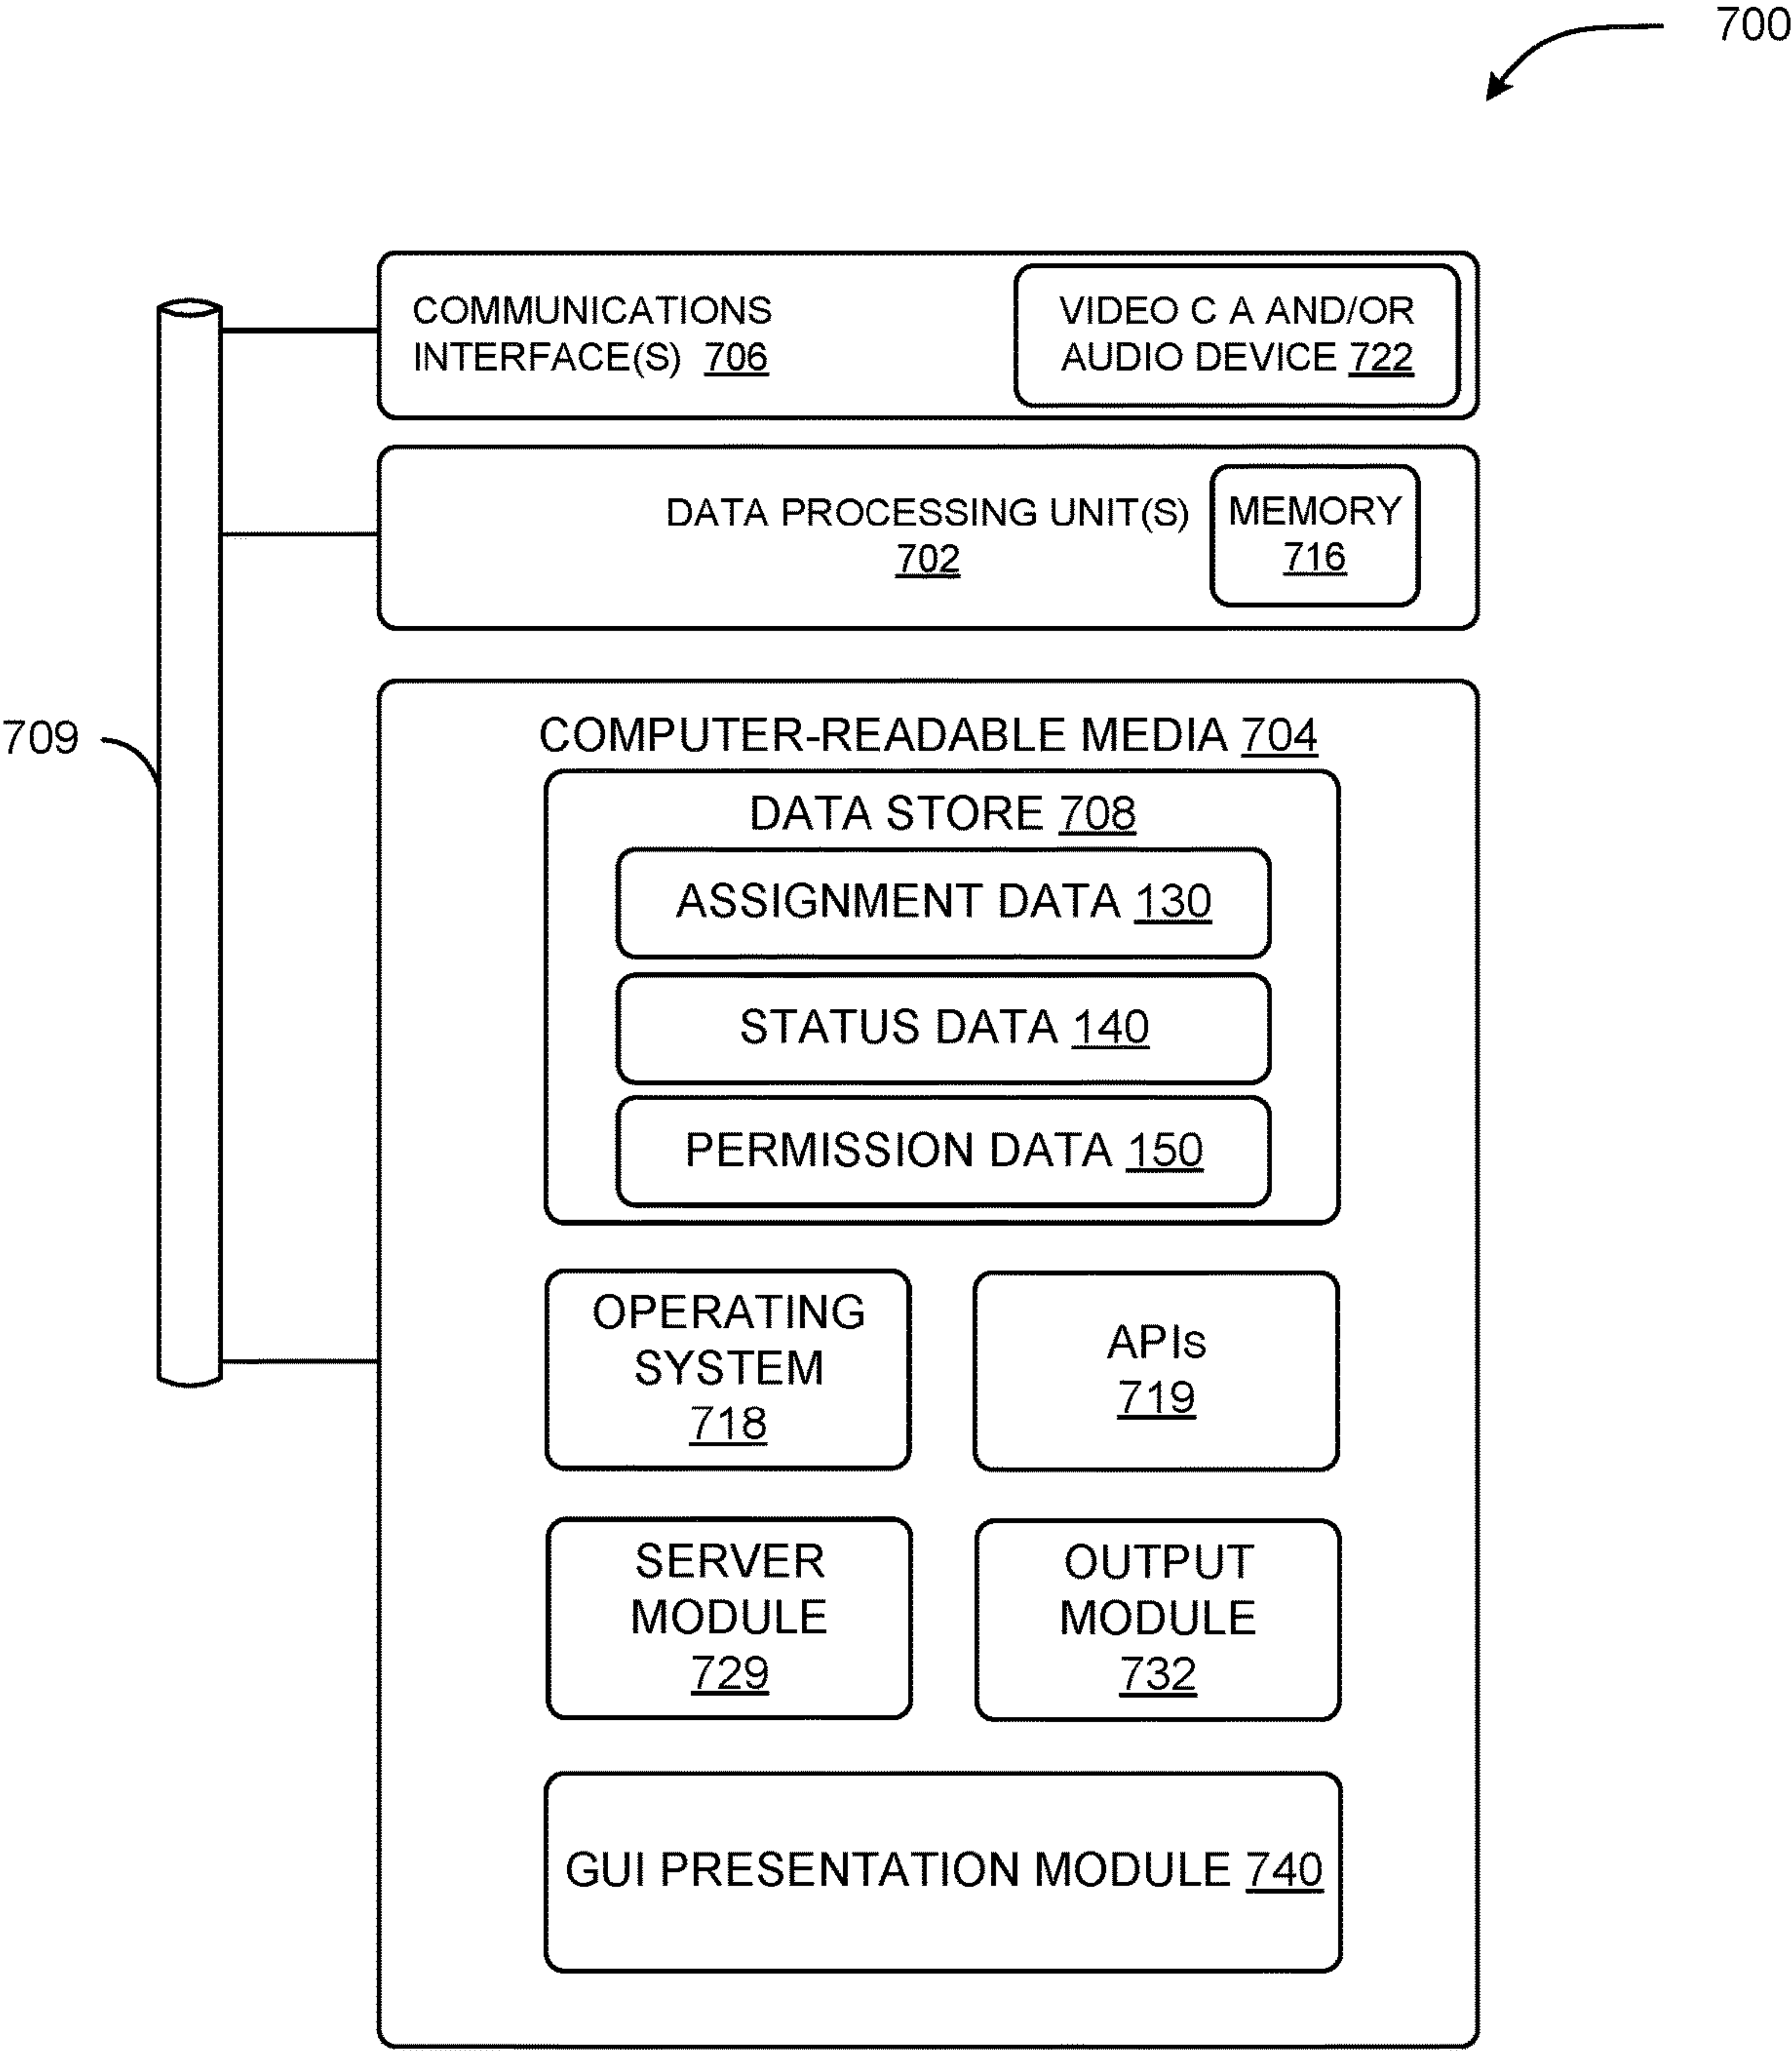 700
COMMUNICATIONS
INTERFACE(S) 706
VIDEO C A AND/OR
AUDIO DEVICE 722
DATA PROCESSING UNIT(S)
702
MEMORY
716
709
COMPUTER-READABLE MEDIA 704
DATA STORE 708
ASSIGNMENT DATA 130
STATUS DATA 140
PERMISSION DATA 150
OPERATING
SYSTEM
718
APIs
719
SERVER
MODULE
729
OUTPUT
MODULE
732
GUI PRESENTATION MODULE 740